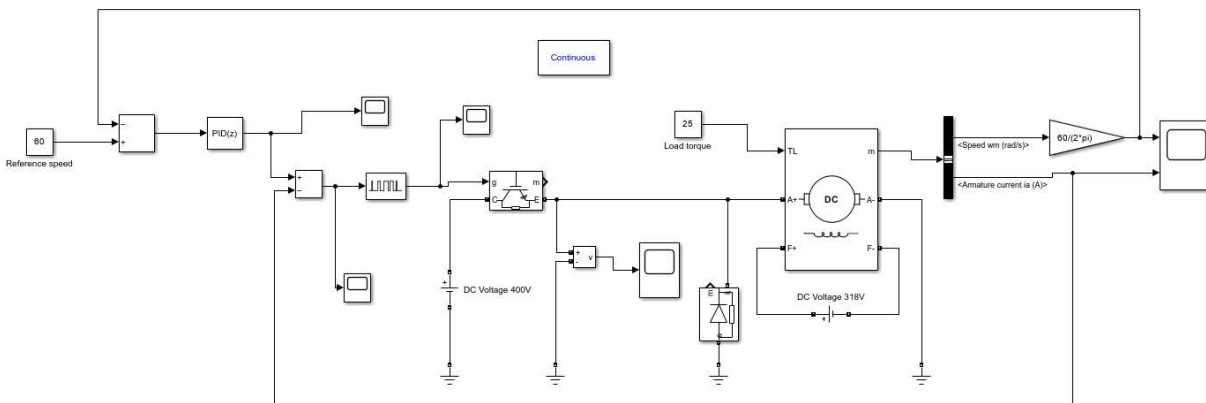 Continuous
−
+
60
Reference speed
PID(z)
+
−
25
Load torque
TL
m
60/(2*pi)
<Speed wm (rad/s)>
<Armature current ia (A)>
g
m
C
E
A+
DC
A-
F+
F-
+
-
v
+
DC Voltage 400V
E
DC Voltage 318V
+